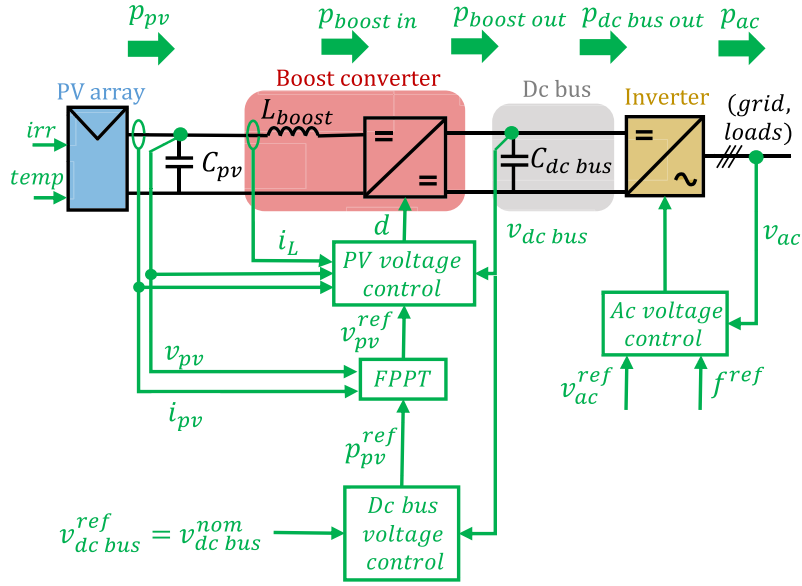 p_pv
p_boost in
p_boost out
p_dc bus out
p_ac
PV array
Boost converter
Dc bus
Inverter
(grid,
loads)
irr
temp
L_boost
=
=
=
~
C_pv
C_dc bus
d
i_L
v_dc bus
v_ac
PV voltage
control
Ac voltage
control
v_pv^ref
v_pv
FPPT
i_pv
v_ac^ref
f^ref
p_pv^ref
v_dc bus^ref = v_dc bus^nom
Dc bus
voltage
control